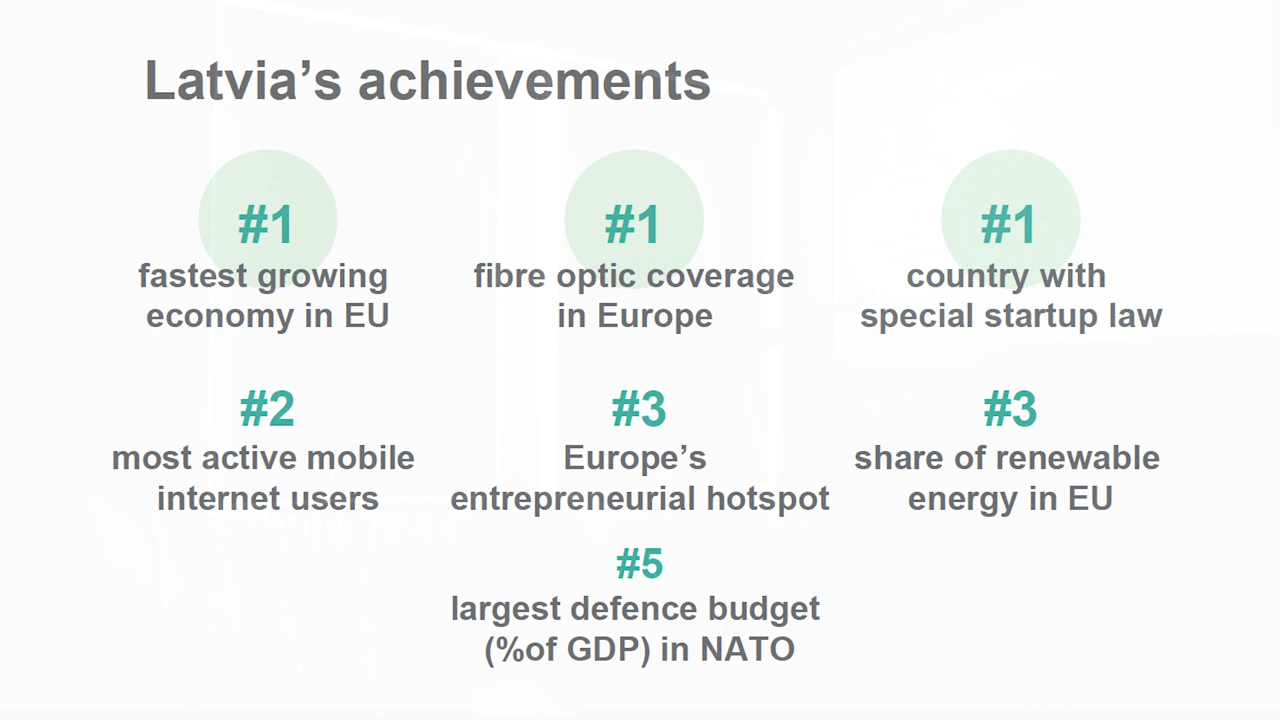 Latvia’s achievements
#1
fastest growing
economy in EU
#1
fibre optic coverage
in Europe
#1
country with
special startup law
#2
most active mobile
internet users
#3
Europe’s
entrepreneurial hotspot
#3
share of renewable
energy in EU
#5
largest defence budget
(%of GDP) in NATO